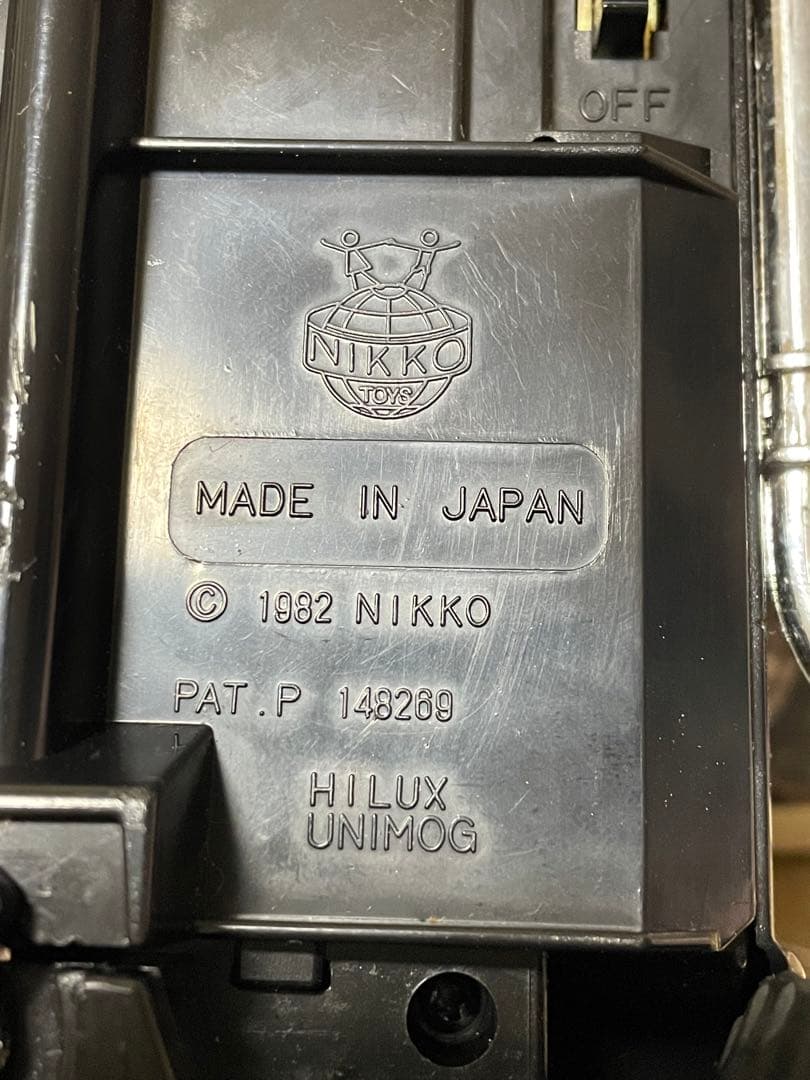 OFF
NIKKO
TOYS
MADE IN JAPAN
© 1982 NIKKO
PAT.P 148269
HILUX
UNIMOG